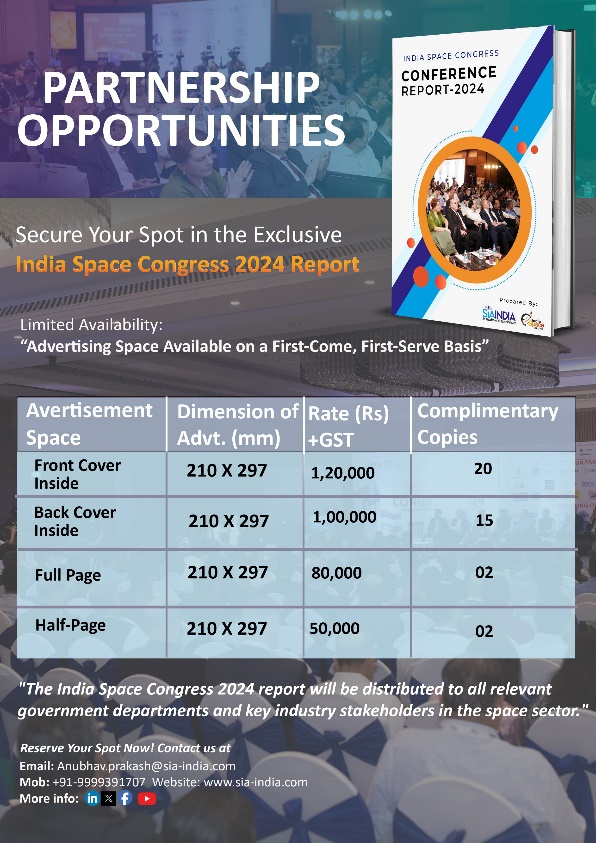 PARTNERSHIP
OPPORTUNITIES
INDIA SPACE CONGRESS
CONFERENCE
REPORT-2024
Prepared By:
SIAINDIA
Secure Your Spot in the Exclusive
India Space Congress 2024 Report
Limited Availability:
“Advertising Space Available on a First-Come, First-Serve Basis”
Avertisement Space
Dimension of Advt. (mm)
Rate (Rs) +GST
Complimentary Copies
Front Cover Inside
210 X 297
1,20,000
20
Back Cover Inside
210 X 297
1,00,000
15
Full Page
210 X 297
80,000
02
Half-Page
210 X 297
50,000
02
"The India Space Congress 2024 report will be distributed to all relevant
government departments and key industry stakeholders in the space sector."
Reserve Your Spot Now! Contact us at
Email: Anubhav.prakash@sia-india.com
Mob: +91-9999391707 Website: www.sia-india.com
More info: